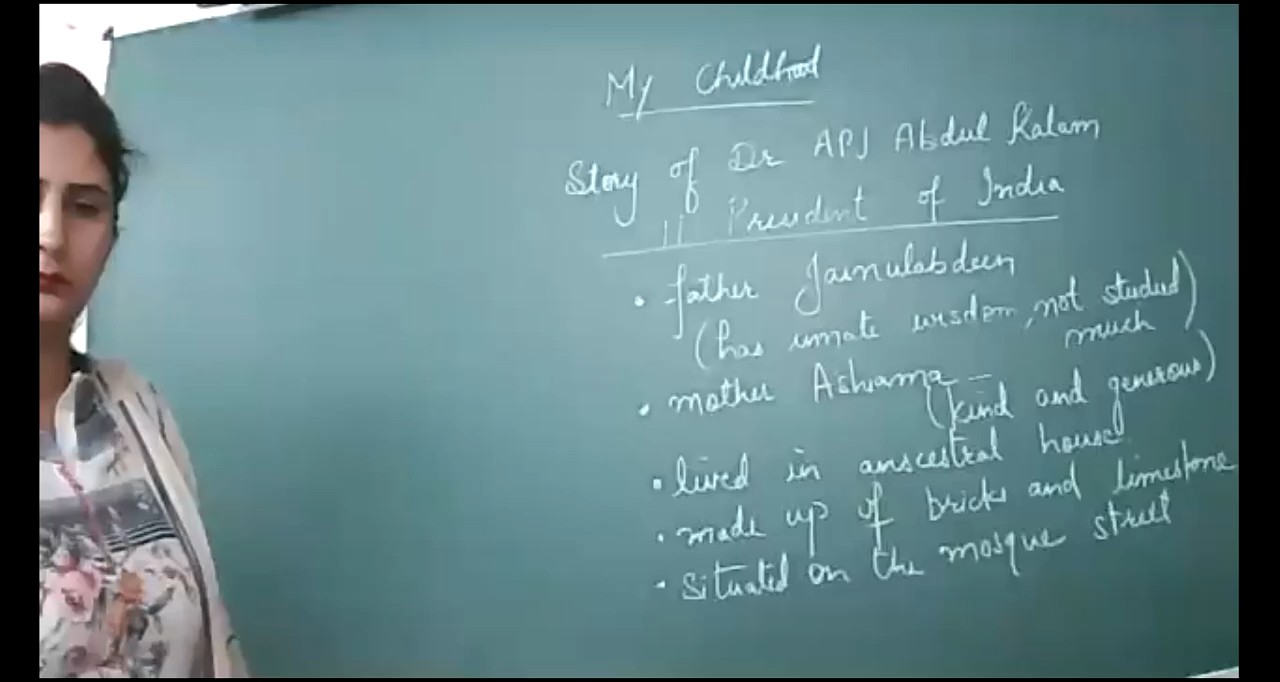 My Childhood
Story of Dr APJ Abdul Kalam
11 President of India
• father Jainulabdeen
(has innate wisdom, not studied much)
• mother Ashiama –
(kind and generous)
• lived in anscestral house.
• made up of bricks and limestone
• situated on the mosque street